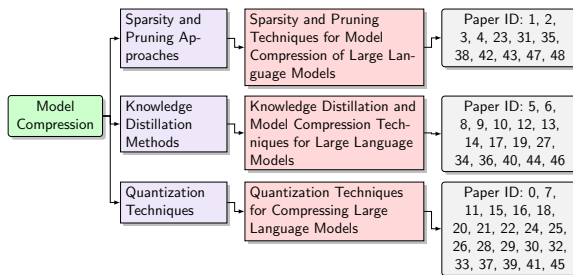 Sparsity and
Pruning Ap-
proaches
Sparsity and Pruning
Techniques for Model
Compression of Large Lan-
guage Models
Paper ID: 1, 2,
3, 4, 23, 31, 35,
38, 42, 43, 47, 48
Model
Compression
Knowledge
Distillation
Methods
Knowledge Distillation and
Model Compression Tech-
niques for Large Language
Models
Paper ID: 5, 6,
8, 9, 10, 12, 13,
14, 17, 19, 27,
34, 36, 40, 44, 46
Quantization
Techniques
Quantization Techniques
for Compressing Large
Language Models
Paper ID: 0, 7,
11, 15, 16, 18,
20, 21, 22, 24, 25,
26, 28, 29, 30, 32,
33, 37, 39, 41, 45